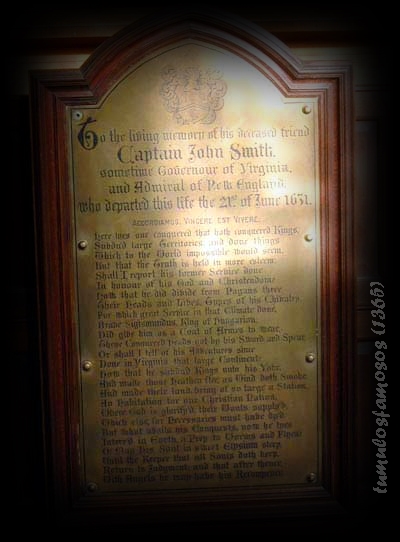 To the living memory of his deceased friend
Captain John Smith,
sometime Governour of Virginia,
and Admiral of New England,
who departed this life the 21st of June 1631.
ACCORDIAMUS, VINCERE EST VIVERE.
Here lies one conquered that hath conquered Kings,
Subdu'd large Territories, and done Things
Which to the World impossible would seem,
But that the Truth is held in more esteem.
Shall I report his former Service done
In honour of his God and Christendom?
How that he did divide from Pagans three
Their Heads and Lives, Types of his Chivalry.
For which great Service in that Climate done,
Brave Sigismundus, King of Hungarion,
Did give him as a Coat of Arms to wear,
These Conquered heads got by his Sword and Spear.
Or shall I tell of his Adventures since
Done in Virginia, that large Continent;
How that he subdued Kings unto his Yoke,
And made those Heathen flee, as Wind doth Smoke,
And made their land, being of so large a Station,
An Habitation for our Christian Nation,
Where God is glorify'd, their Wants supply'd,
Which else, for Necessaries must have dy'd.
But what avails his Conquests, now he lyes
Interr'd in Earth, a Prey to Worms and Flyes?
O! May his Soul in sweet Elysium sleep,
Until the Keeper that all Souls doth keep,
Return to Judgment; and that after thence,
With Angels he may have his Recompence.
tumulosfamosos (1366)